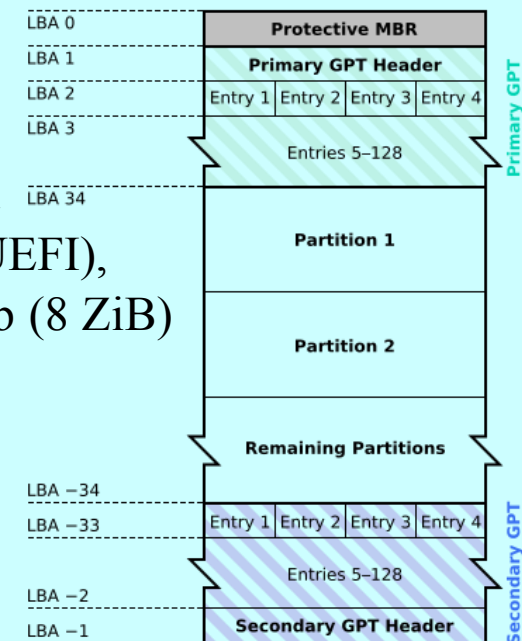 LBA 0
Protective MBR
LBA 1
Primary GPT Header
LBA 2
Entry 1 Entry 2 Entry 3 Entry 4
LBA 3
Entries 5–128
Primary GPT
LBA 34
Partition 1
UEFI),
(8 ZiB)
Partition 2
Remaining Partitions
LBA −34
Entry 1 Entry 2 Entry 3 Entry 4
LBA −33
Entries 5–128
LBA −2
Secondary GPT Header
LBA −1
GPT